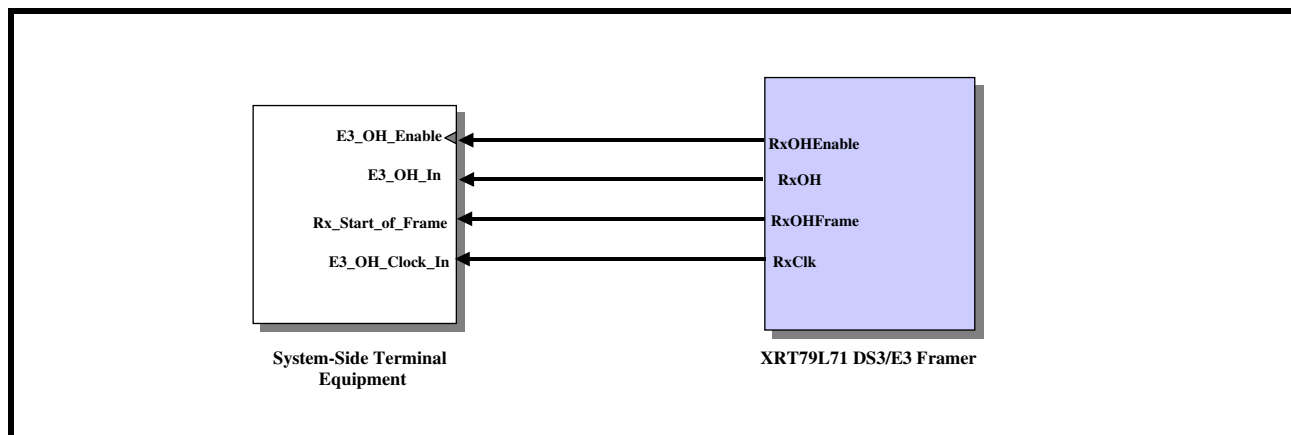 E3_OH_Enable
E3_OH_In
Rx_Start_of_Frame
E3_OH_Clock_In
RxOHEnable
RxOH
RxOHFrame
RxClk
System-Side Terminal
Equipment
XRT79L71 DS3/E3 Framer